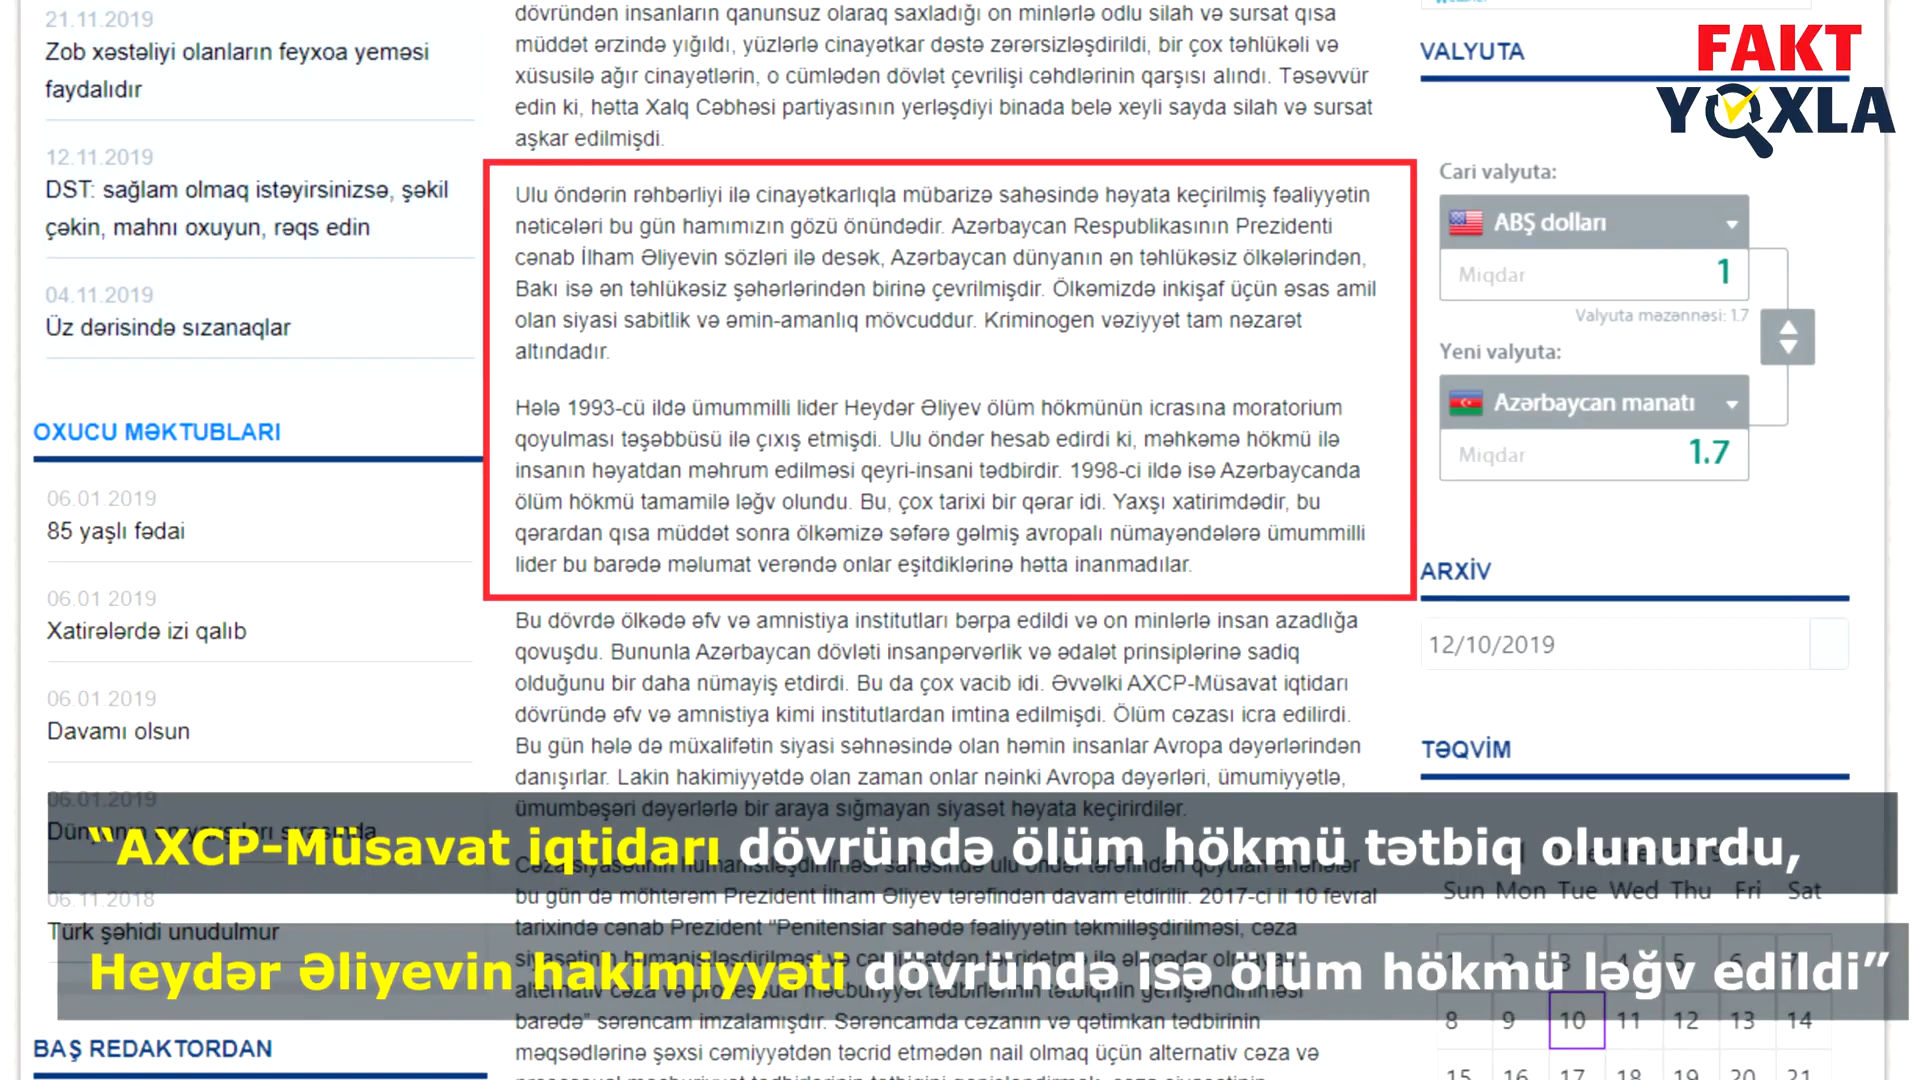 21.11.2019
Zob xəstəliyi olanların feyxoa yeməsi
faydalıdır
12.11.2019
DST: sağlam olmaq istəyirsinizsə, şəkil
çəkin, mahnı oxuyun, rəqs edin
04.11.2019
Üz dərisində sızanaqlar
OXUCU MƏKTUBLARI
06.01.2019
85 yaşlı fədai
06.01.2019
Xatirələrdə izi qalıb
06.01.2019
Davamı olsun
06.01.2019
06.11.2018
Türk şəhidi unudulmur
BAŞ REDAKTORDAN
dövründən insanların qanunsuz olaraq saxladığı on minlərlə odlu silah və sursat qısa
müddət ərzində yığıldı, yüzlərlə cinayətkar dəstə zərərsizləşdirildi, bir çox təhlükəli və
xüsusilə ağır cinayətlərin, o cümlədən dövlət çevrilişi cəhdlərinin qarşısı alındı. Təsəvvür
edin ki, hətta Xalq Cəbhəsi partiyasının yerləşdiyi binada belə xeyli sayda silah və sursat
aşkar edilmişdi.
Ulu öndərin rəhbərliyi ilə cinayətkarlıqla mübarizə sahəsində həyata keçirilmiş fəaliyyətin
nəticələri bu gün hamımızın gözü önündədir. Azərbaycan Respublikasının Prezidenti
cənab İlham Əliyevin sözləri ilə desək, Azərbaycan dünyanın ən təhlükəsiz ölkələrindən,
Bakı isə ən təhlükəsiz şəhərlərindən birinə çevrilmişdir. Ölkəmizdə inkişaf üçün əsas amil
olan siyasi sabitlik və əmin-amanlıq mövcuddur. Kriminogen vəziyyət tam nəzarət
altındadır.
Hələ 1993-cü ildə ümummilli lider Heydər Əliyev ölüm hökmünün icrasına moratorium
qoyulması təşəbbüsü ilə çıxış etmişdi. Ulu öndər hesab edirdi ki, məhkəmə hökmü ilə
insanın həyatdan məhrum edilməsi qeyri-insani tədbirdir. 1998-ci ildə isə Azərbaycanda
ölüm hökmü tamamilə ləğv olundu. Bu, çox tarixi bir qərar idi. Yaxşı xatirimdədir, bu
qərardan qısa müddət sonra ölkəmizə səfərə gəlmiş avropalı nümayəndələrə ümummilli
lider bu barədə məlumat verəndə onlar eşitdiklərinə hətta inanmadılar.
Bu dövrdə ölkədə əfv və amnistiya institutları bərpa edildi və on minlərlə insan azadlığa
qovuşdu. Bununla Azərbaycan dövləti insanpərvərlik və ədalət prinsiplərinə sadiq
olduğunu bir daha nümayiş etdirdi. Bu da çox vacib idi. Əvvəlki AXCP-Müsavat iqtidarı
dövründə əfv və amnistiya kimi institutlardan imtina edilmişdi. Ölüm cəzası icra edilirdi.
Bu gün hələ də müxalifətin siyasi səhnəsində olan həmin insanlar Avropa dəyərlərindən
danışırlar. Lakin hakimiyyətdə olan zaman onlar nəinki Avropa dəyərləri, ümumiyyətlə,
ümumbəşəri dəyərlərlə bir araya sığmayan siyasət həyata keçirirdilər.
bu gün də möhtərəm Prezident İlham Əliyev tərəfindən davam etdirilir. 2017-ci il 10 fevral
tarixində cənab Prezident "Penitensiar sahədə fəaliyyətin təkmilləşdirilməsi, cəza
barədə” sərəncam imzalamışdır. Sərəncamda cəzanın və qətimkan tədbirinin
məqsədlərinə şəxsi cəmiyyətdən təcrid etmədən nail olmaq üçün alternativ cəza və
“AXCP-Müsavat iqtidarı dövründə ölüm hökmü tətbiq olunurdu,
Heydər Əliyevin hakimiyyəti dövründə isə ölüm hökmü ləğv edildi”
VALYUTA
FAKT
YOXLA
Cari valyuta:
ABŞ dolları
Miqdar 1
Valyuta məzənnəsi: 1.7
Yeni valyuta:
Azərbaycan manatı
Miqdar 1.7
ARXİV
12/10/2019
TƏQVİM
Sun Mon Tue Wed Thu Fri Sat
8 9 10 11 12 13 14
15 16 17 18 19 20 21